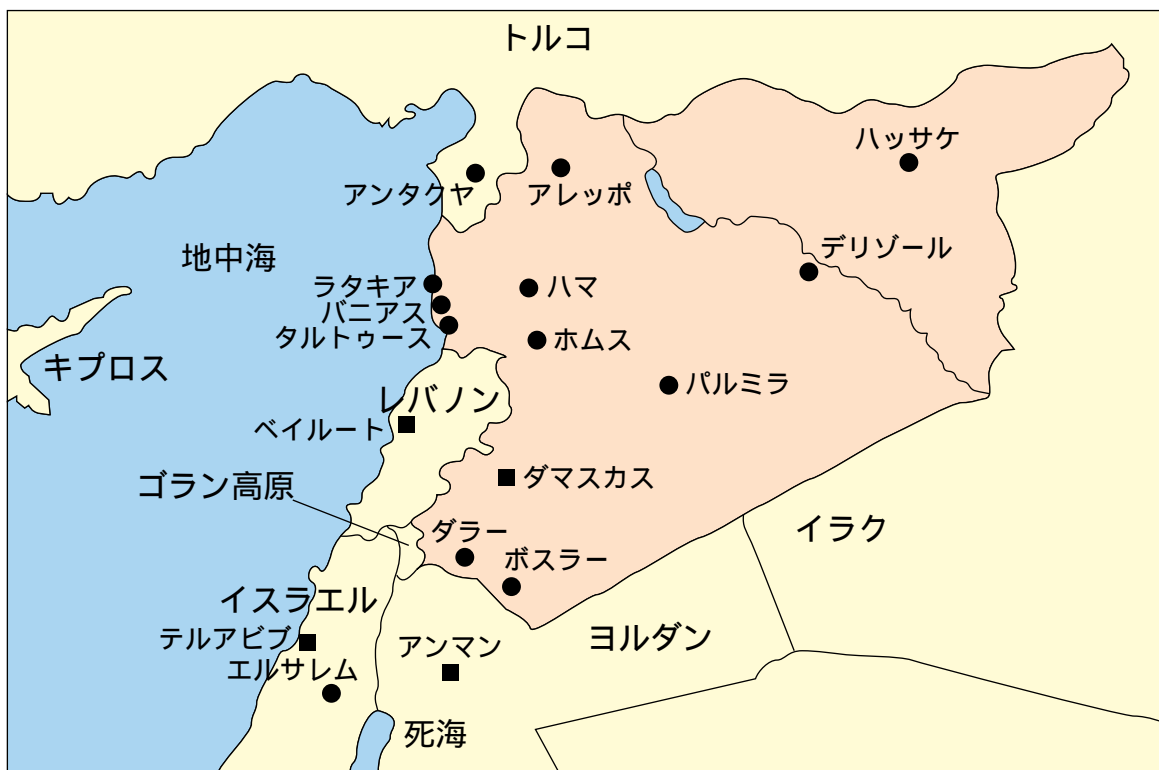 トルコ
ハッサケ
アンタクヤ
アレッポ
デリゾール
地中海
ラタキア
ハマ
バニアス
タルトゥース
ホムス
キプロス
パルミラ
レバノン
ベイルート
ダマスカス
ゴラン高原
イラク
ダラー
ボスラー
イスラエル
テルアビブ
アンマン
ヨルダン
エルサレム
死海